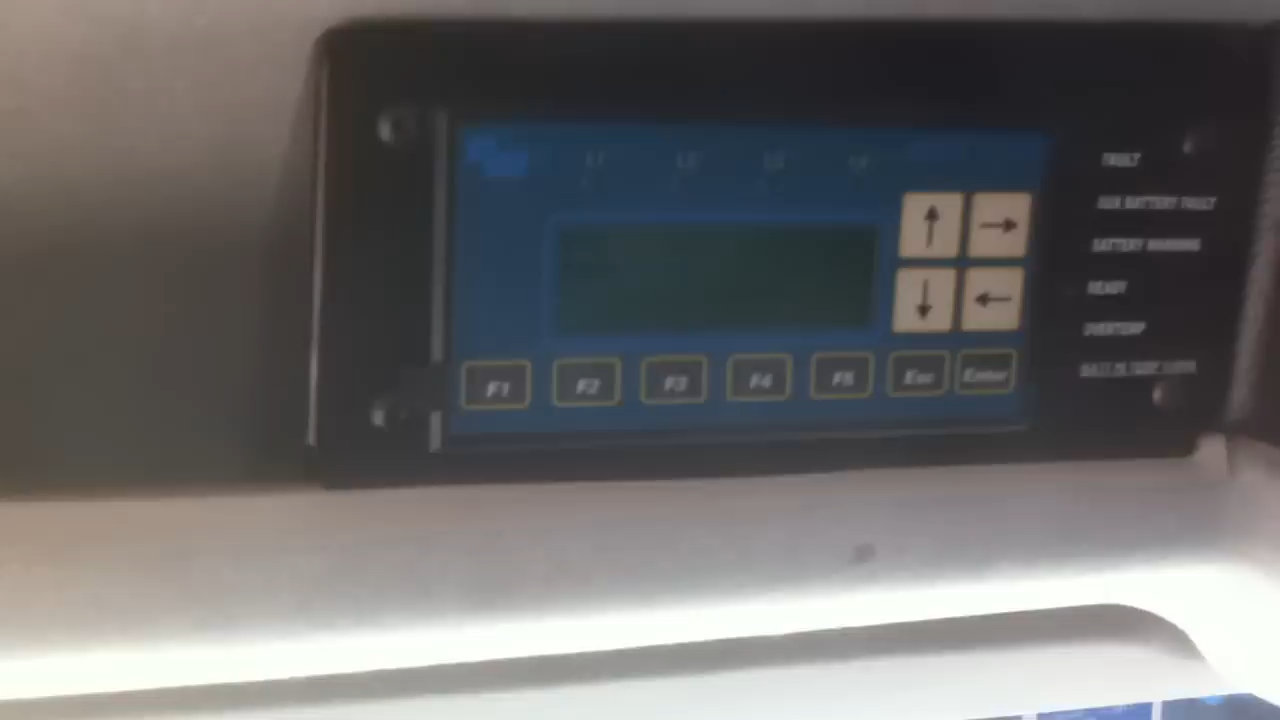 FAULT
AUX BATTERY FAULT
BATTERY WARNING
READY
OVERTEMP
F1 F2 F3 F4 F5 Esc Enter